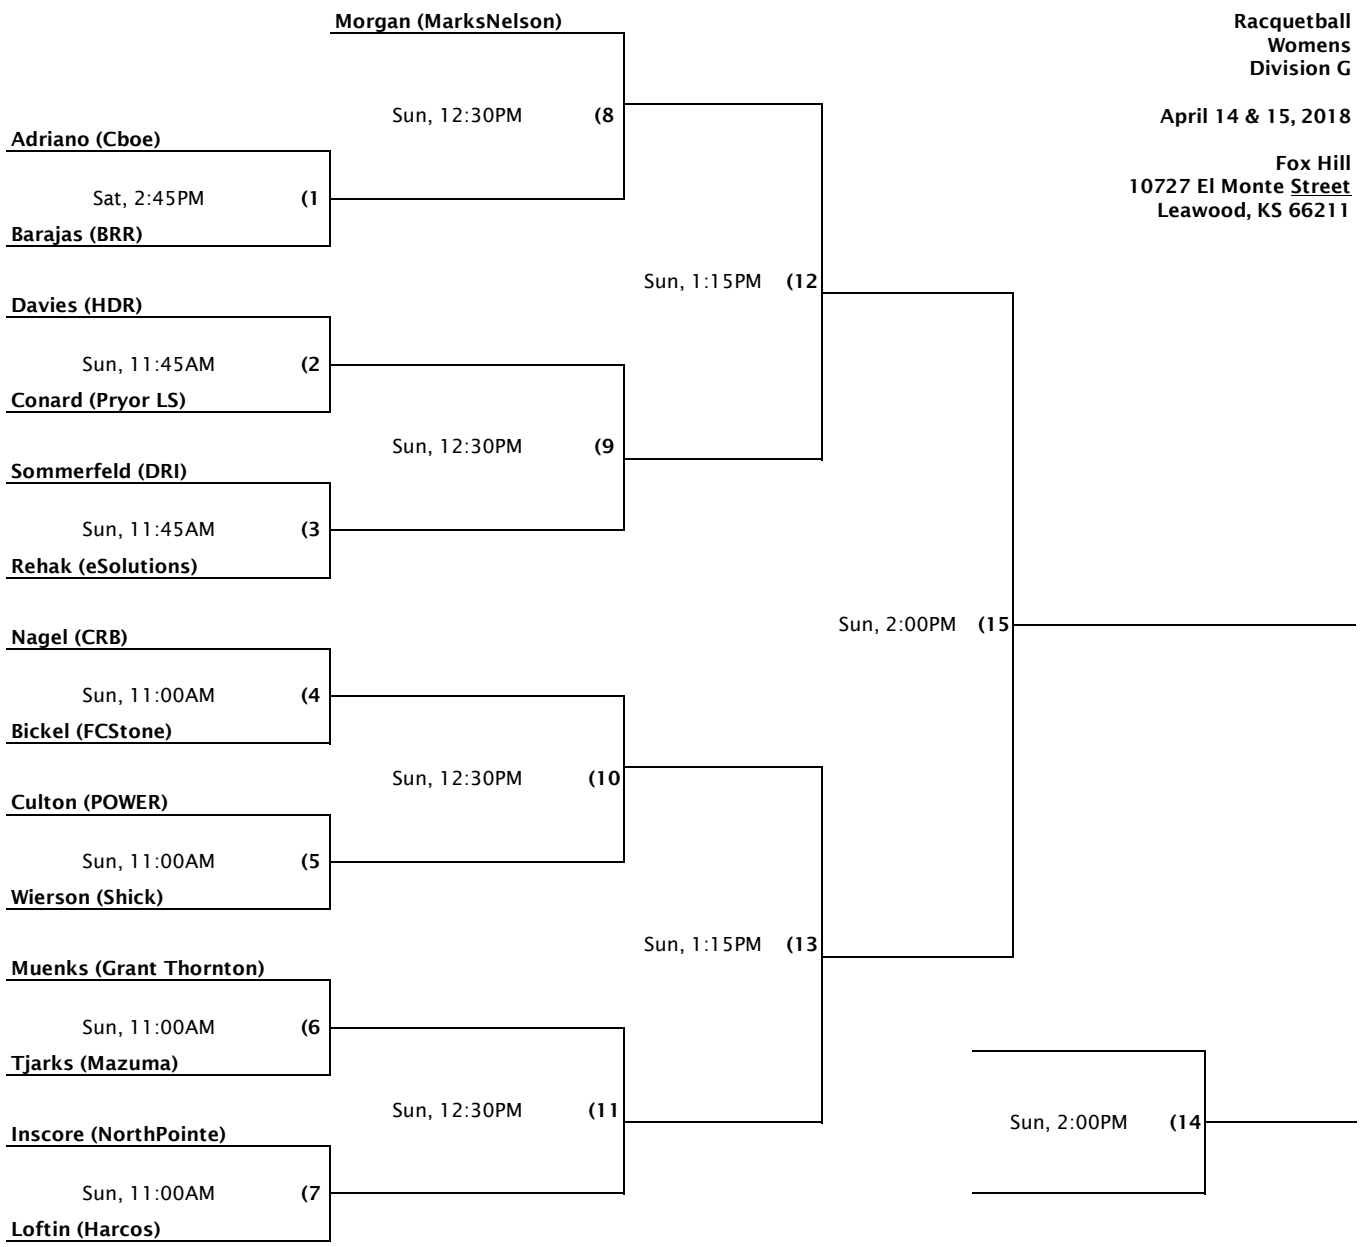 Morgan (MarksNelson)
Racquetball
Womens
Division G
Sun, 12:30PM (8
April 14 & 15, 2018
Adriano (Cboe)
Fox Hill
10727 El Monte Street
Leawood, KS 66211
Sat, 2:45PM (1
Barajas (BRR)
Sun, 1:15PM (12
Davies (HDR)
Sun, 11:45AM (2
Conard (Pryor LS)
Sun, 12:30PM (9
Sommerfeld (DRI)
Sun, 11:45AM (3
Rehak (eSolutions)
Sun, 2:00PM (15
Nagel (CRB)
Sun, 11:00AM (4
Bickel (FCStone)
Sun, 12:30PM (10
Culton (POWER)
Sun, 11:00AM (5
Wierson (Shick)
Sun, 1:15PM (13
Muenks (Grant Thornton)
Sun, 11:00AM (6
Tjarks (Mazuma)
Sun, 12:30PM (11
Sun, 2:00PM (14
Inscore (NorthPointe)
Sun, 11:00AM (7
Loftin (Harcos)